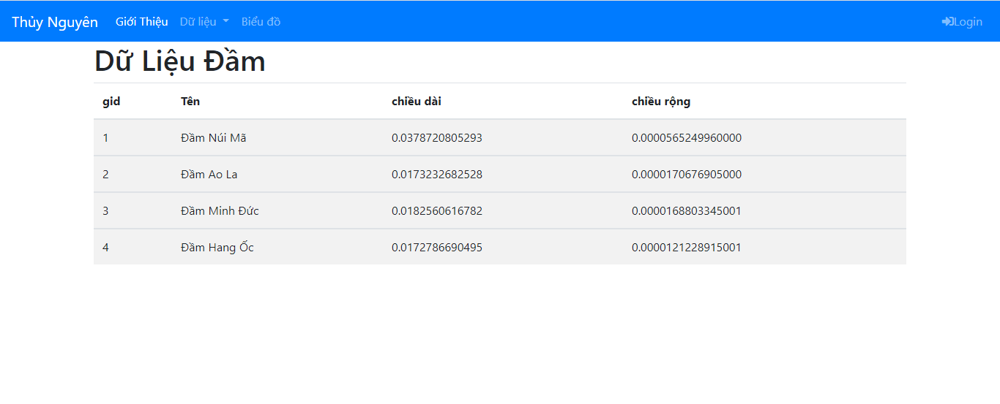 Thủy Nguyên Giới Thiệu Dữ liệu Biểu đồ Login
Dữ Liệu Đầm
gid Tên chiều dài chiều rộng
1 Đầm Núi Mã 0.0378720805293 0.0000565249960000
2 Đầm Ao La 0.0173232682528 0.0000170676905000
3 Đầm Minh Đức 0.0182560616782 0.0000168803345001
4 Đầm Hang Ốc 0.0172786690495 0.0000121228915001